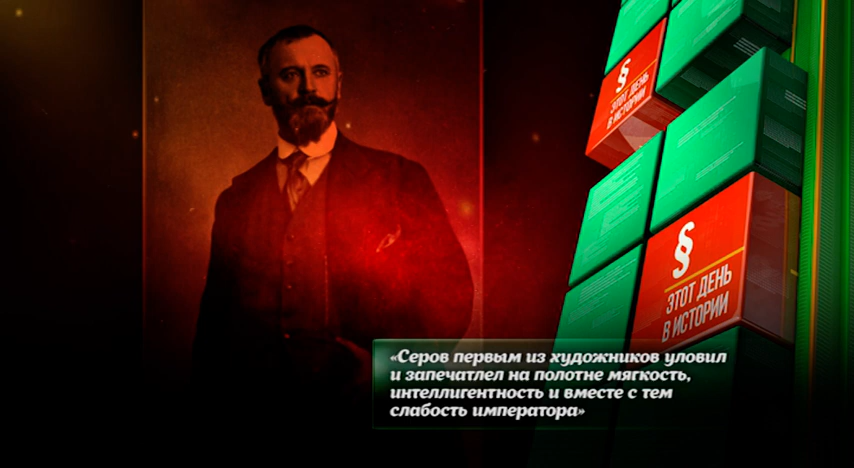 §
ЭТОТ ДЕНЬ
В ИСТОРИИ
§
ЭТОТ ДЕНЬ
В ИСТОРИИ
«Серов первым из художников уловил
и запечатлел на полотне мягкость,
интеллигентность и вместе с тем
слабость императора»